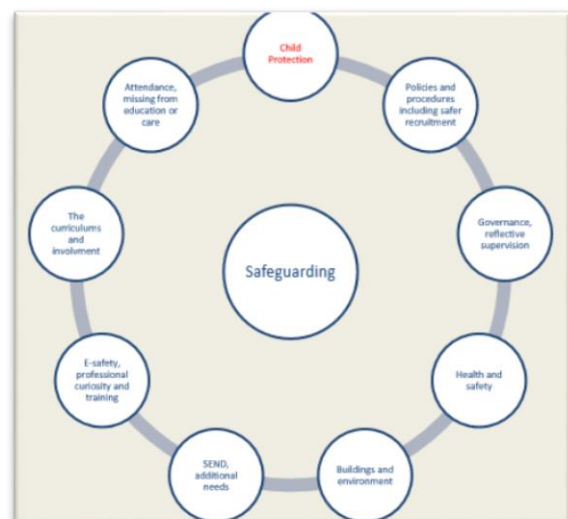 Child
Protection
Policies and
procedures
including safer
recruitment
Governance,
reflective
supervision
Health and
safety
Buildings and
environment
SEND,
additional
needs
E-safety,
professional
curiosity and
training
The
curriculums
and
involvment
Attendance,
missing from
education or
care
Safeguarding